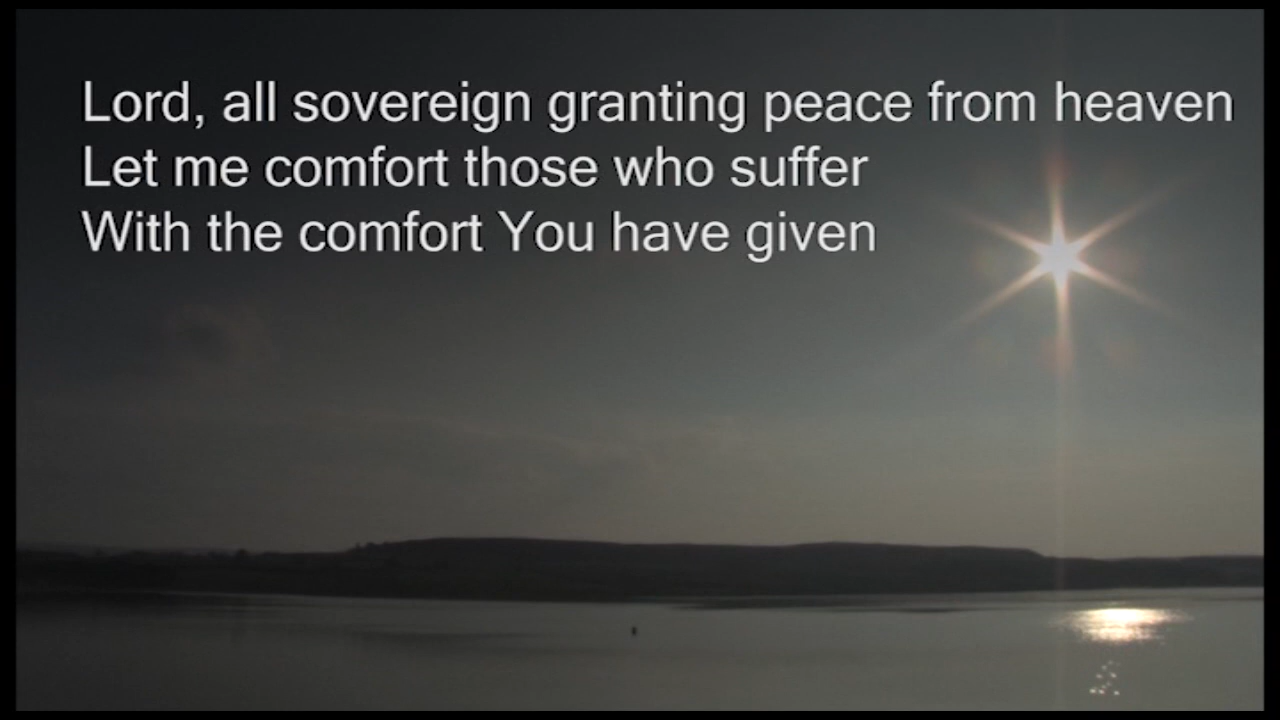 Lord, all sovereign granting peace from heaven
Let me comfort those who suffer
With the comfort You have given